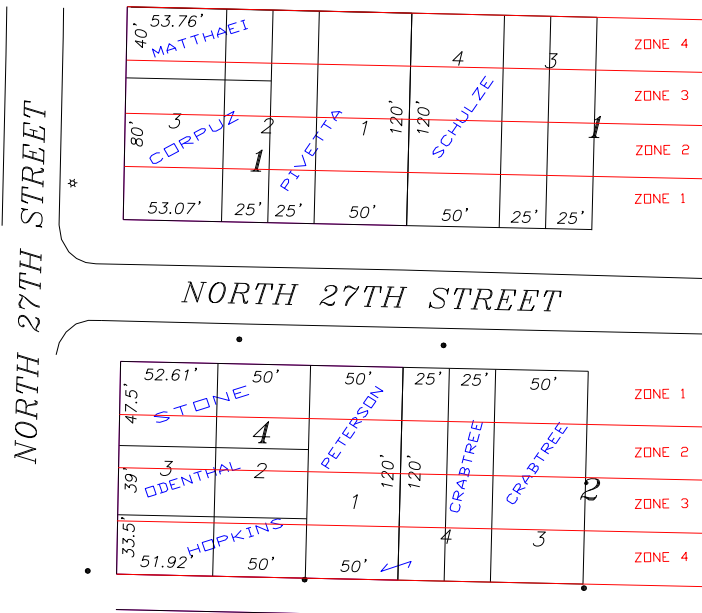 53.76'
40'
MATTHAEI
4
3
ZONE 4
ZONE 3
80'
3
CORPUZ
2
1
PIVETTA
1
120'
120'
SCHULZE
1
ZONE 2
ZONE 1
53.07'
25'
25'
50'
50'
25'
25'
NORTH 27TH STREET
NORTH 27TH STREET
52.61'
50'
50'
25'
25'
50'
47.5'
STONE
PETERSON
ZONE 1
4
CRABTREE
CRABTREE
ZONE 2
39'
3
ODENTHAL
2
120'
120'
1
2
ZONE 3
33.5'
HOPKINS
4
3
ZONE 4
51.92'
50'
50'